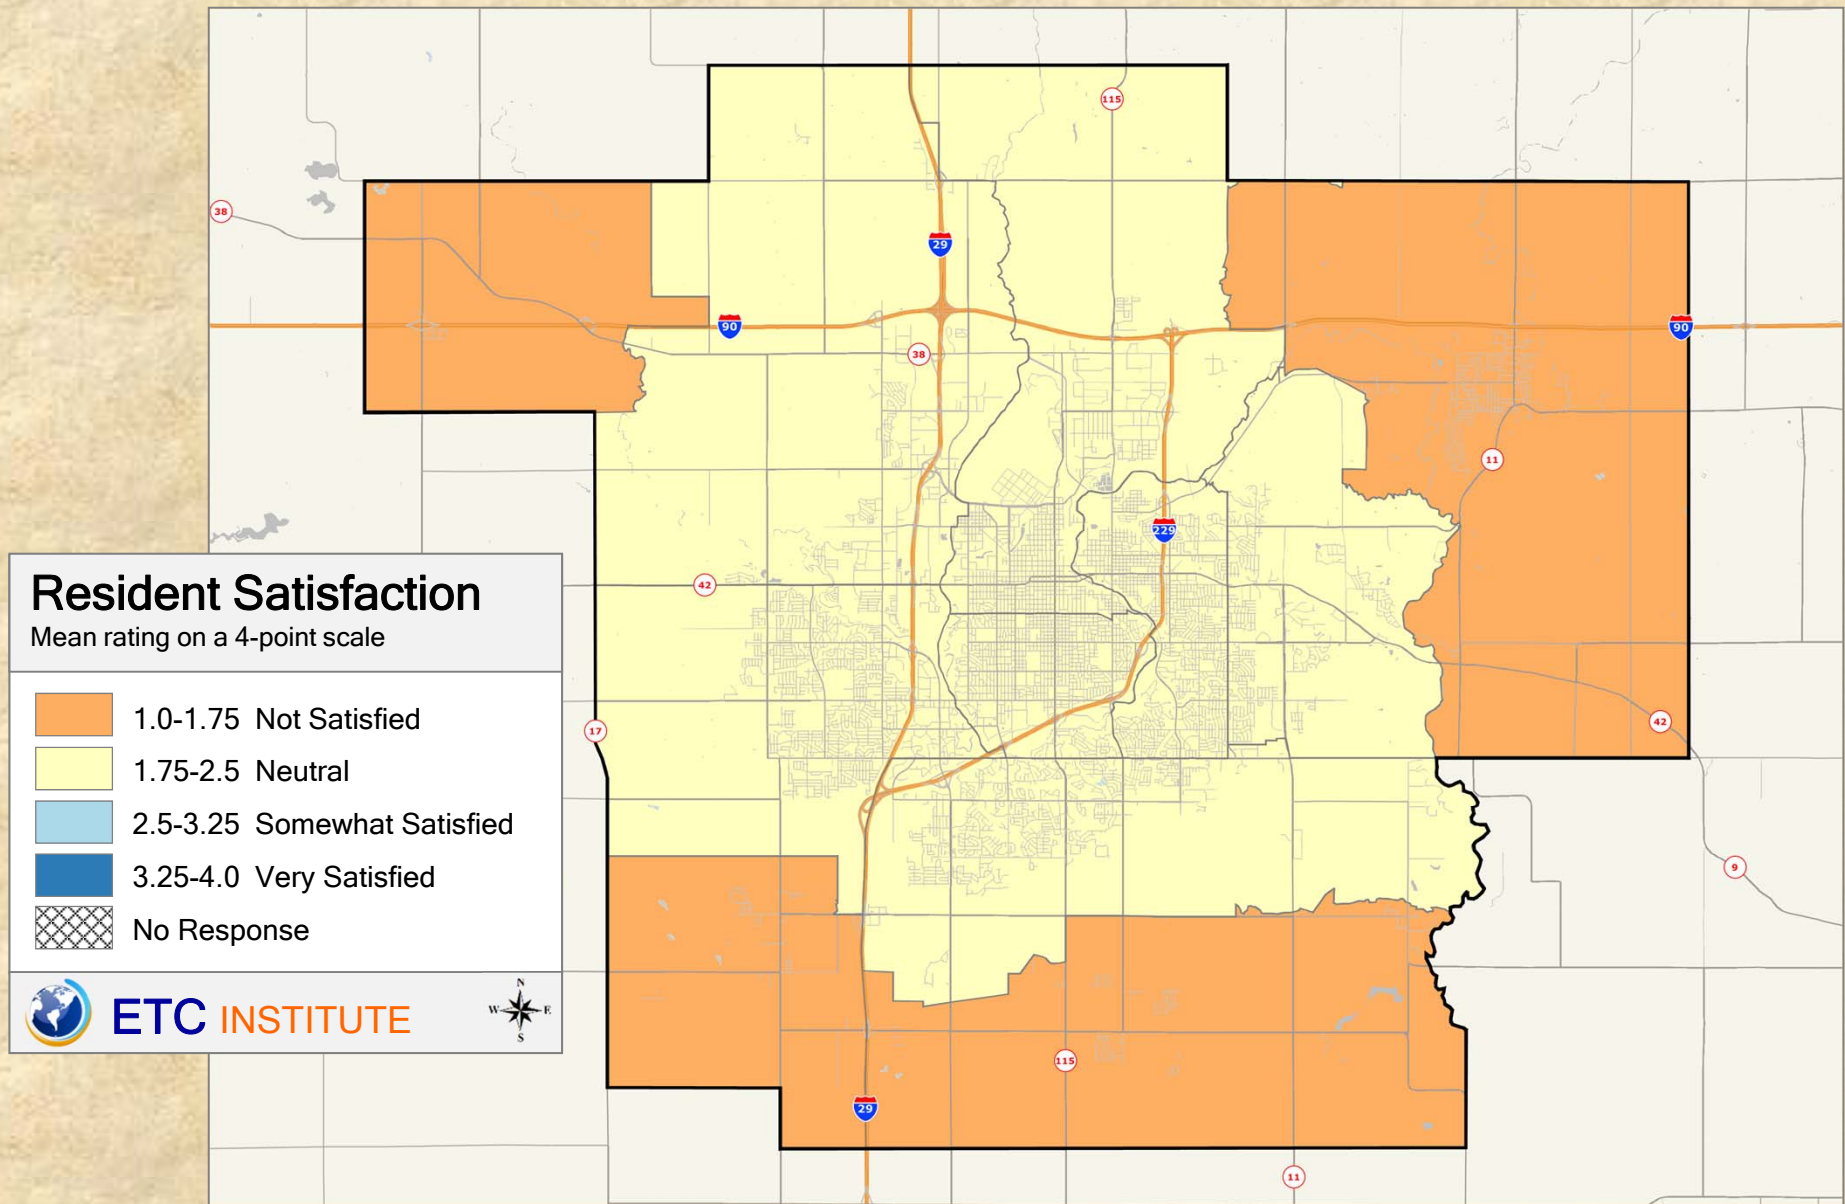 115
38
29
90
90
38
11
229
42
Resident Satisfaction
Mean rating on a 4-point scale
1.0-1.75 Not Satisfied
1.75-2.5 Neutral
2.5-3.25 Somewhat Satisfied
3.25-4.0 Very Satisfied
No Response
17
42
9
ETC INSTITUTE
N
W E
S
115
29
11